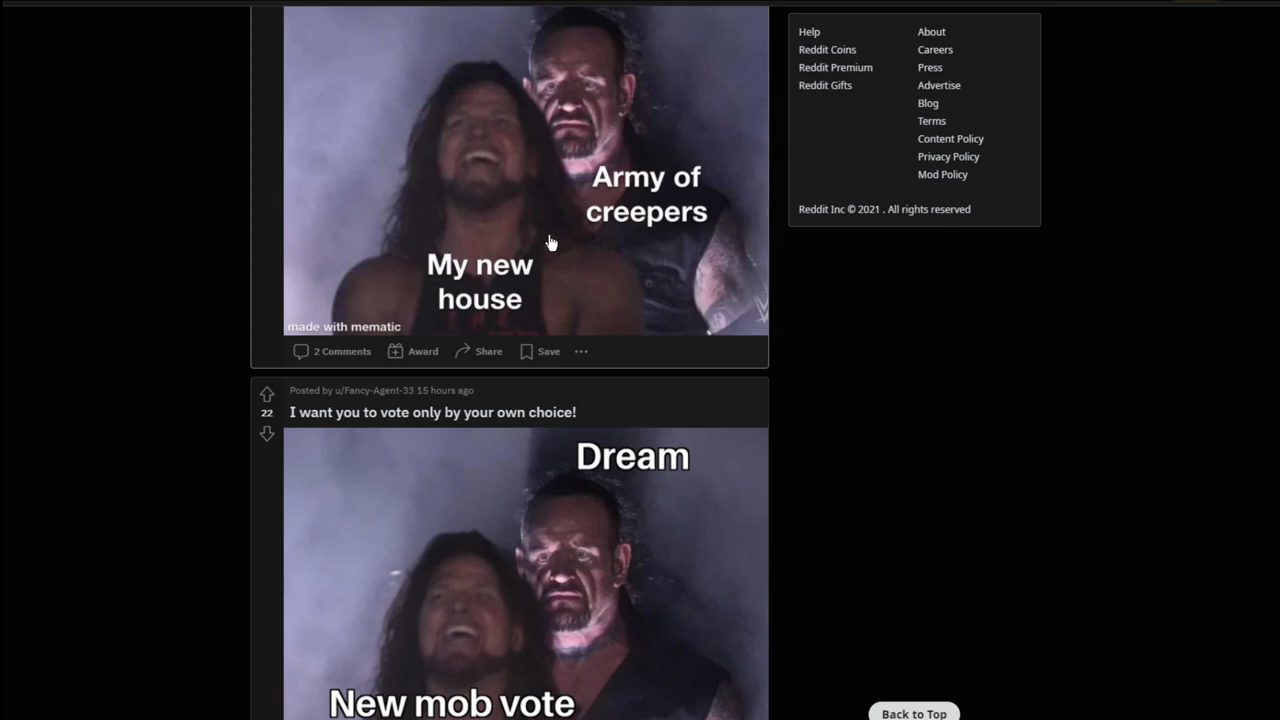 Army of
creepers
My new
house
made with mematic
2 Comments
Award
Share
Save
Posted by u/Fancy-Agent-33 15 hours ago
22
I want you to vote only by your own choice!
Dream
New mob vote
Help
About
Reddit Coins
Careers
Reddit Premium
Press
Reddit Gifts
Advertise
Blog
Terms
Content Policy
Privacy Policy
Mod Policy
Reddit Inc © 2021 . All rights reserved
Back to Top